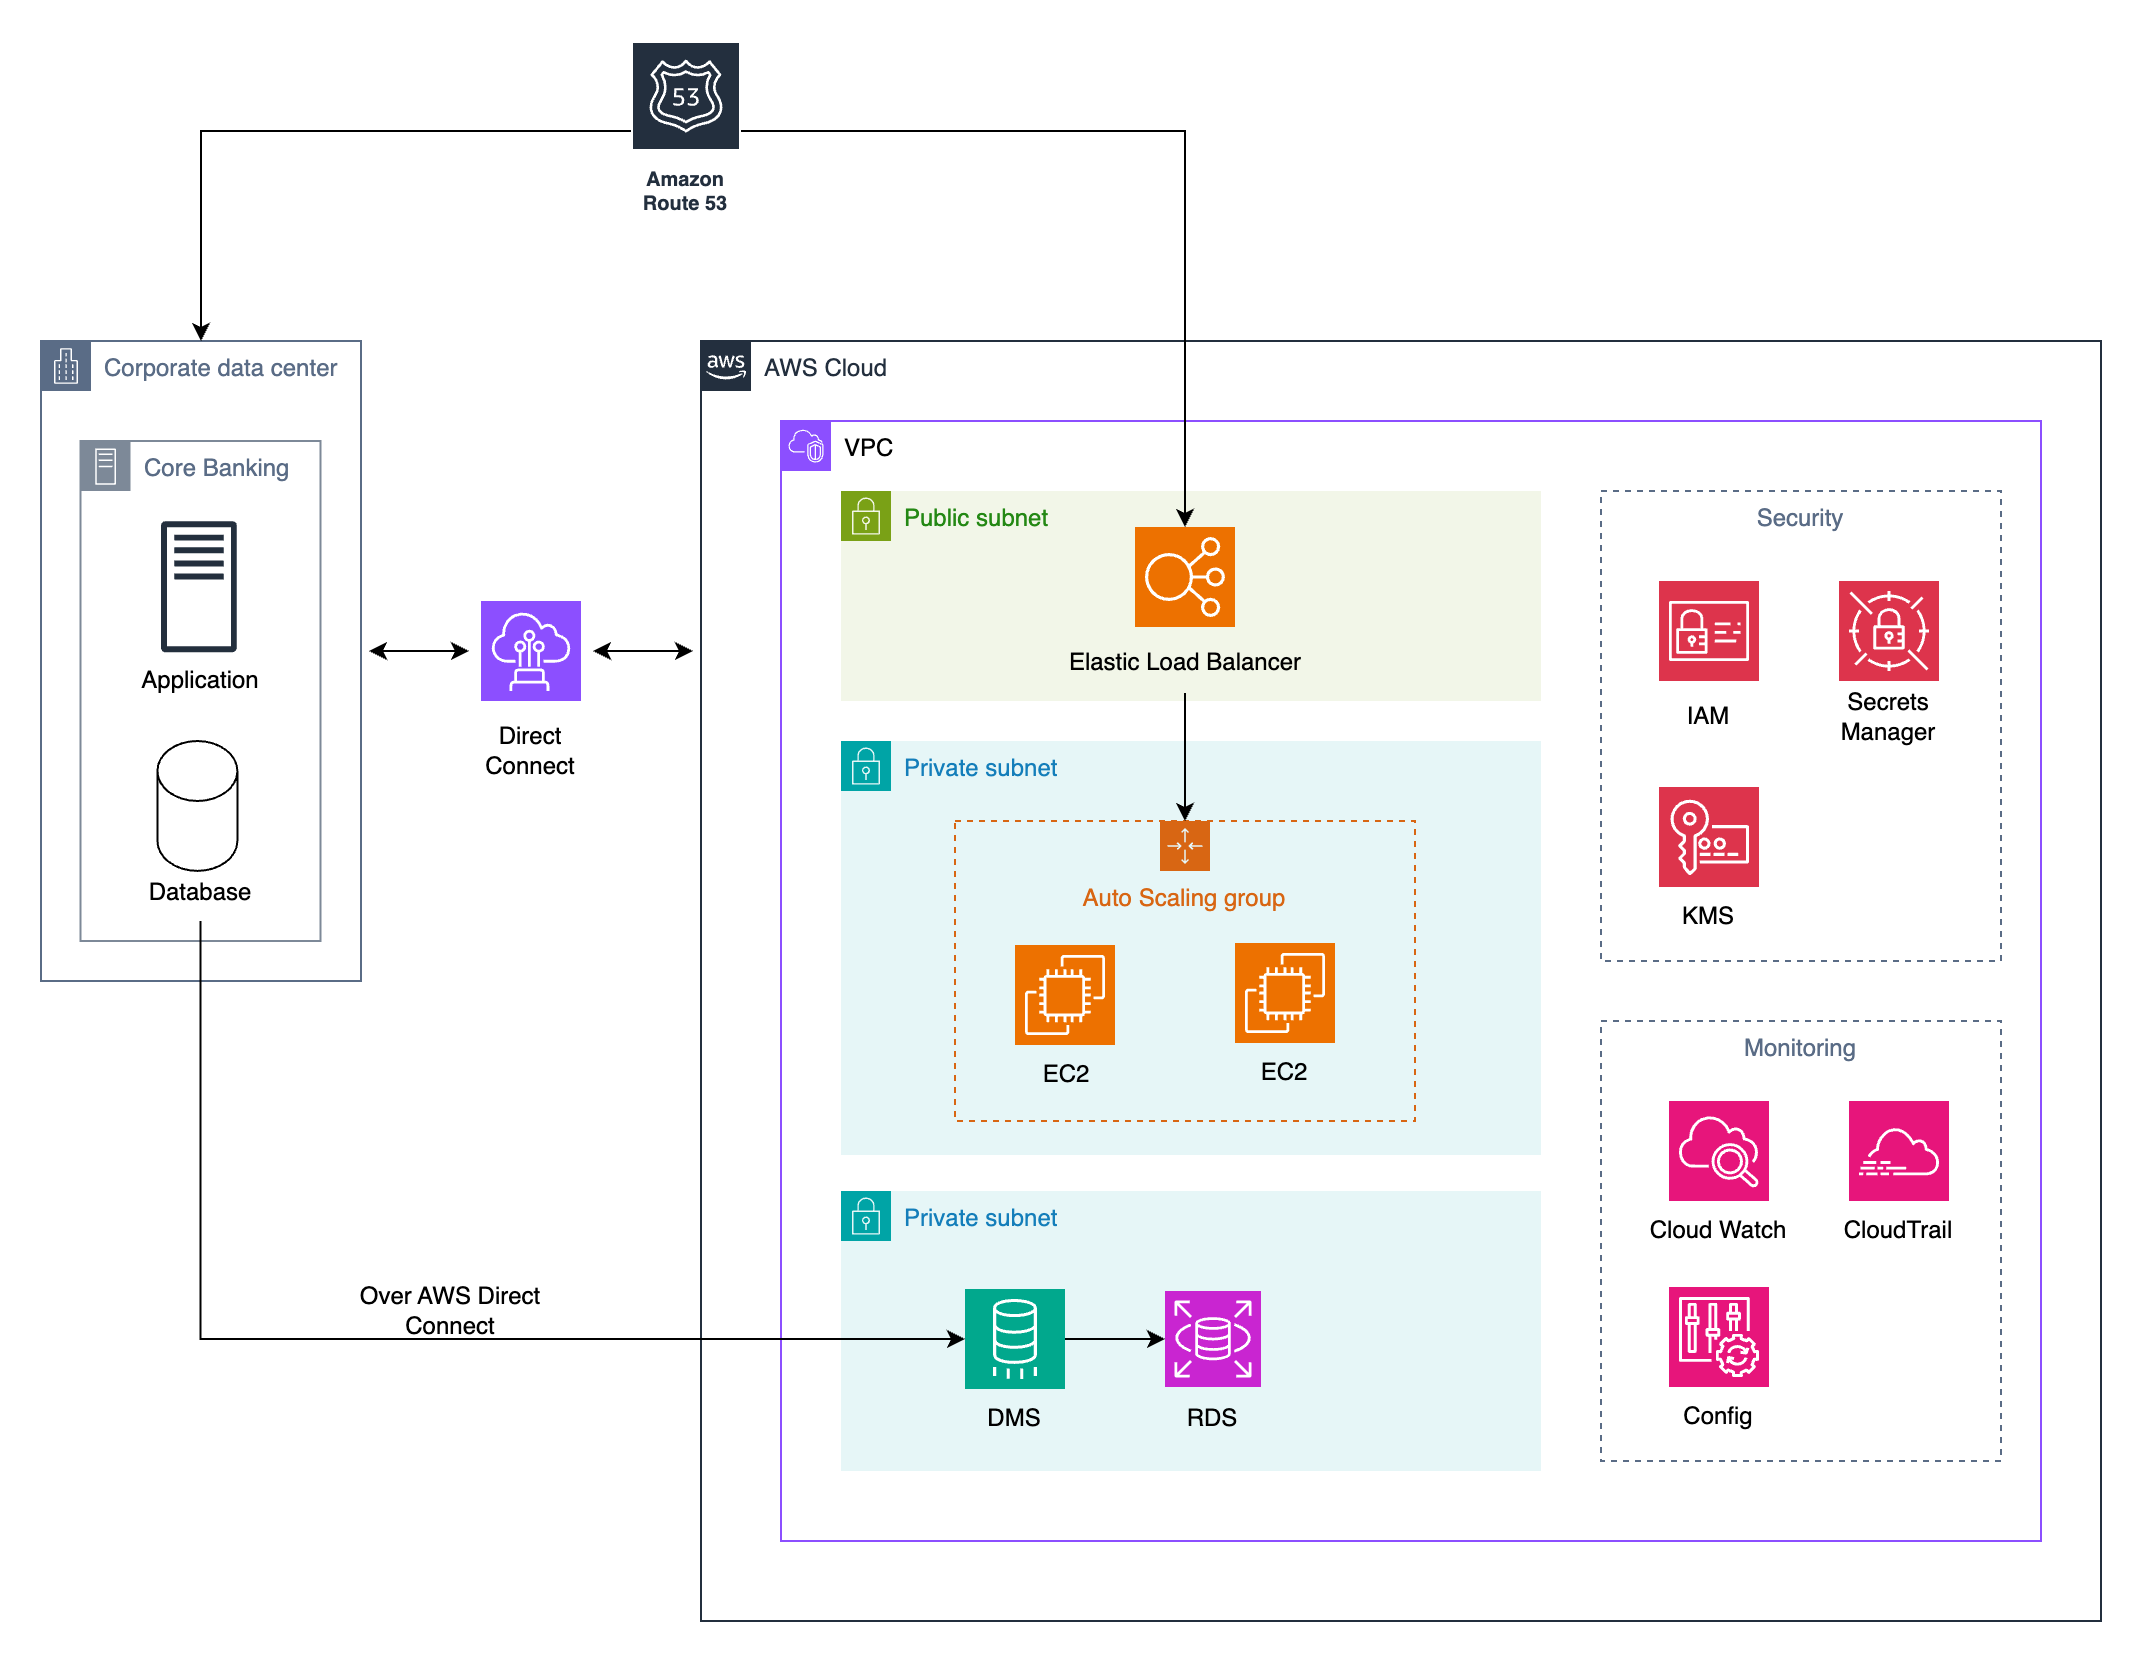 53
Amazon
Route 53
Corporate data center
aws
AWS Cloud
Core Banking
VPC
Public subnet
Security
Application
Elastic Load Balancer
IAM
Secrets
Manager
Direct
Connect
Private subnet
Database
Auto Scaling group
KMS
EC2
EC2
Monitoring
Private subnet
Cloud Watch
CloudTrail
Over AWS Direct
Connect
DMS
RDS
Config